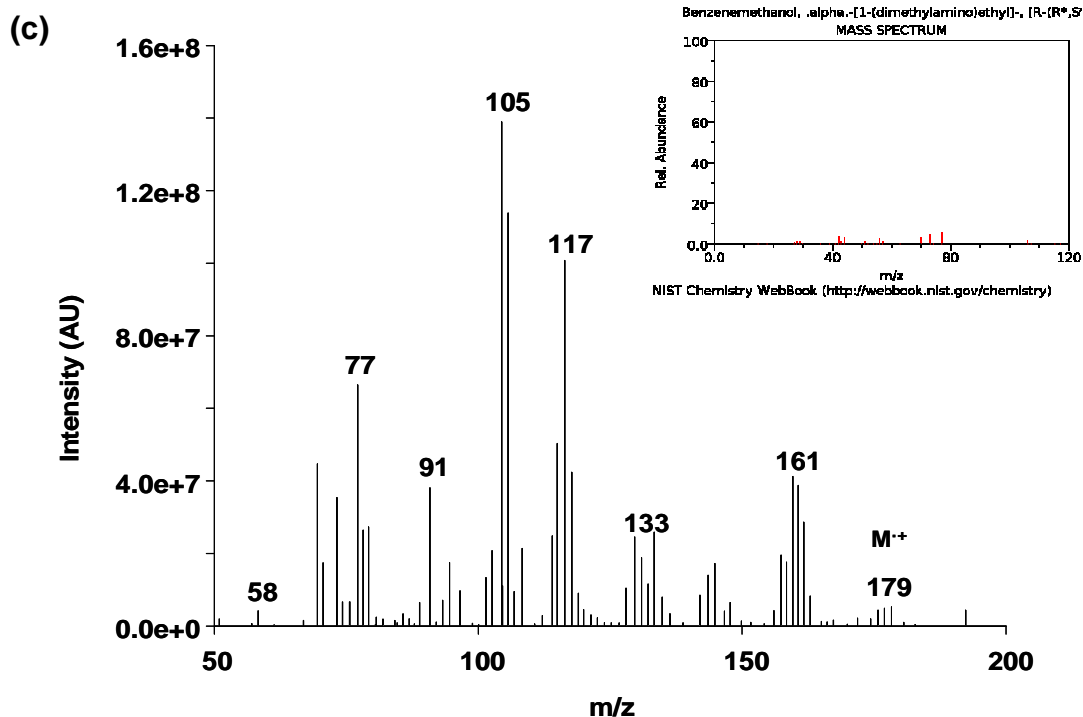 (c)
Benzenemethanol, .alpha.-[1-(dimethylamino)ethyl]-, [R-(R*,S*
MASS SPECTRUM
100
80
60
40
20
0.0
0.0 40 80 120
Rel. Abundance
m/z
NIST Chemistry WebBook (http://webbook.nist.gov/chemistry)
1.6e+8
1.2e+8
8.0e+7
4.0e+7
0.0e+0
Intensity (AU)
58
77
91
105
117
133
161
M·+
179
50 100 150 200
m/z